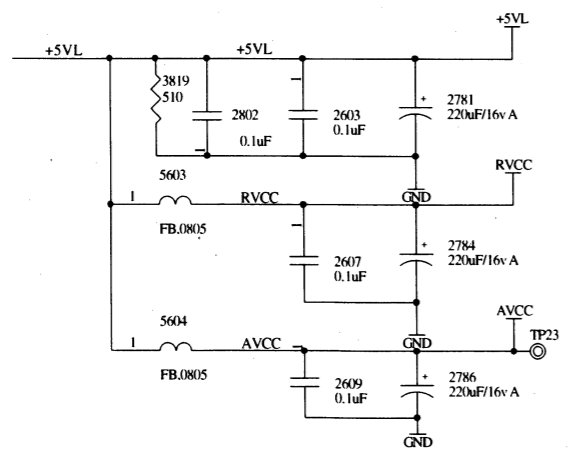 +5VL
+5VL
+5VL
3819
510
2802
0.1uF
2603
0.1uF
+
2781
220uF/16v A
GND
5603
1
FB.0805
RVCC
RVCC
2607
0.1uF
+
2784
220uF/16v A
GND
5604
1
FB.0805
AVCC
AVCC
TP23
2609
0.1uF
+
2786
220uF/16v A
GND